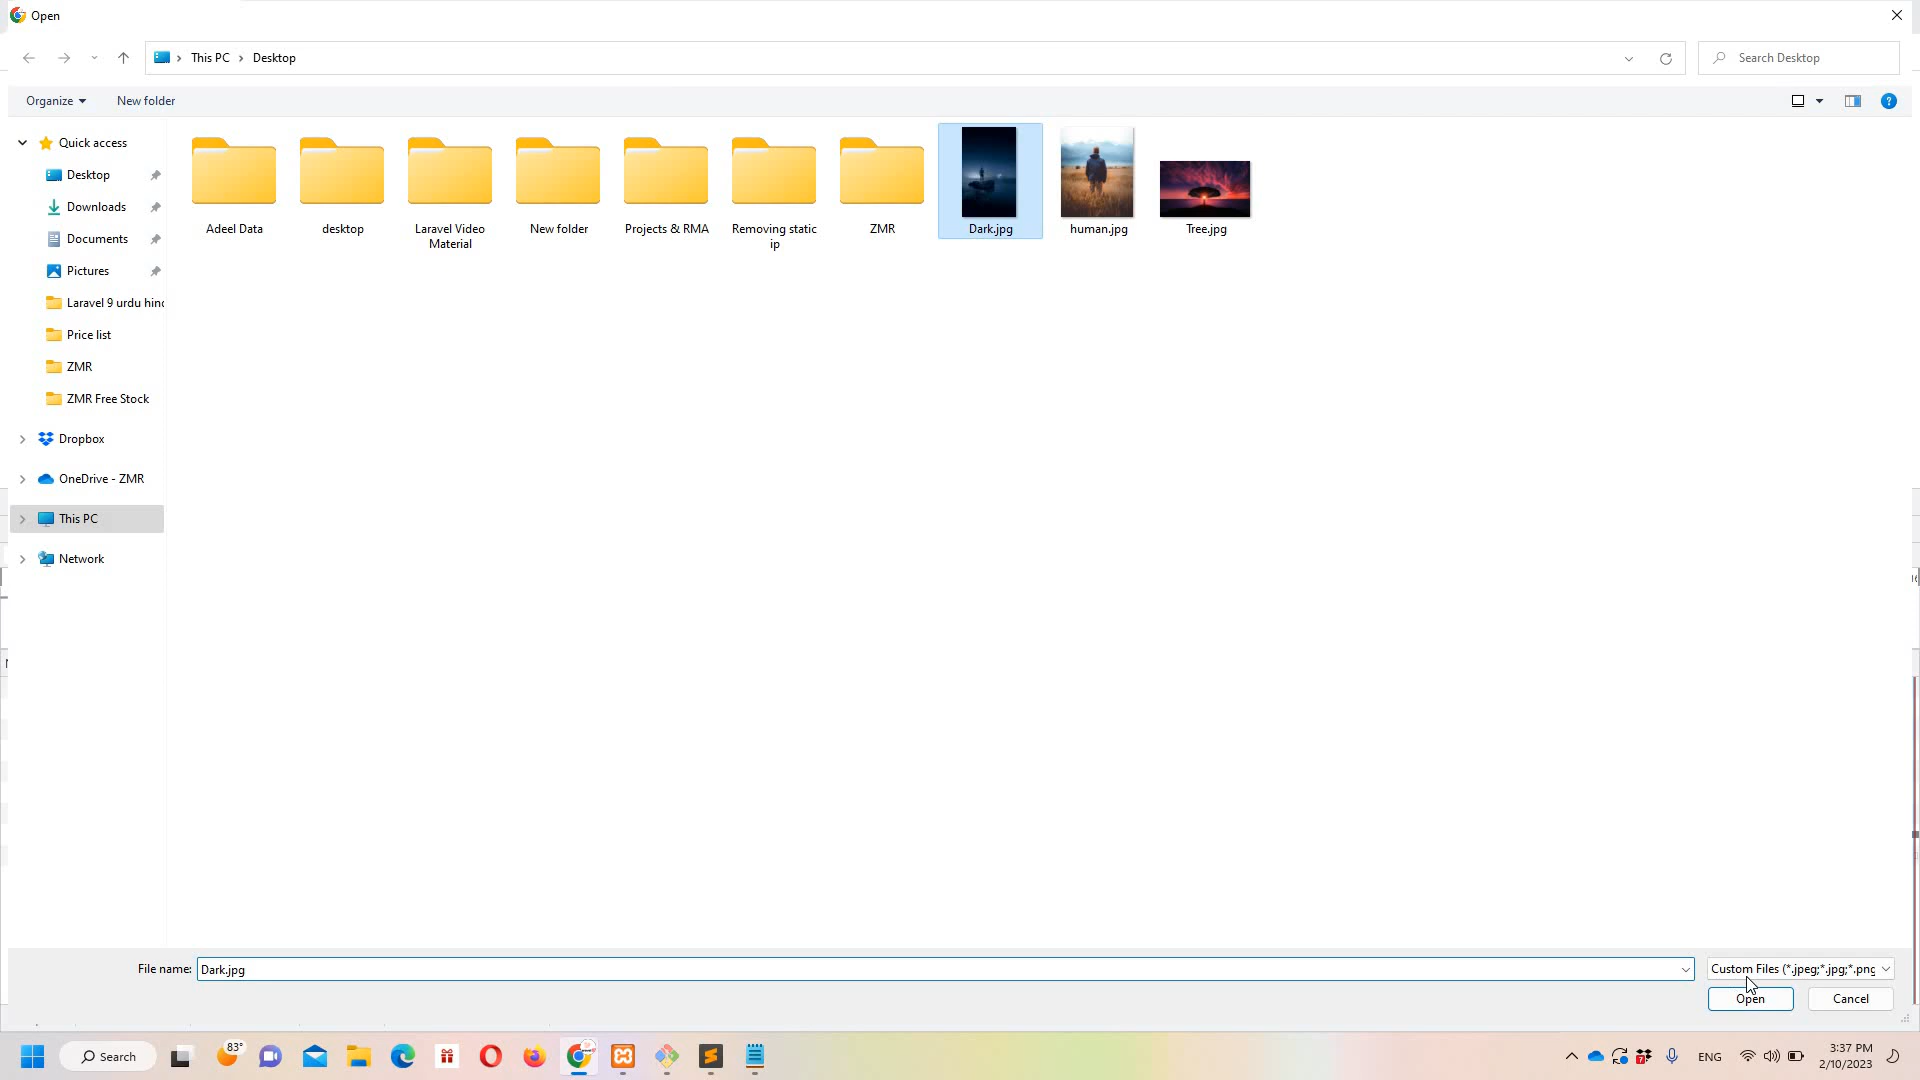 Open
This PC
Desktop
Search Desktop
Organize
New folder
Quick access
Desktop
Downloads
Documents
Pictures
Laravel 9 urdu hind
Price list
ZMR
ZMR Free Stock
Dropbox
OneDrive - ZMR
This PC
Network
Adeel Data
desktop
Laravel Video
Material
New folder
Projects & RMA
Removing static
ip
ZMR
Dark.jpg
human.jpg
Tree.jpg
File name:
Dark.jpg
Custom Files (*.jpeg;*.jpg;*.png
Open
Cancel
83°
Search
ENG
3:37 PM
2/10/2023